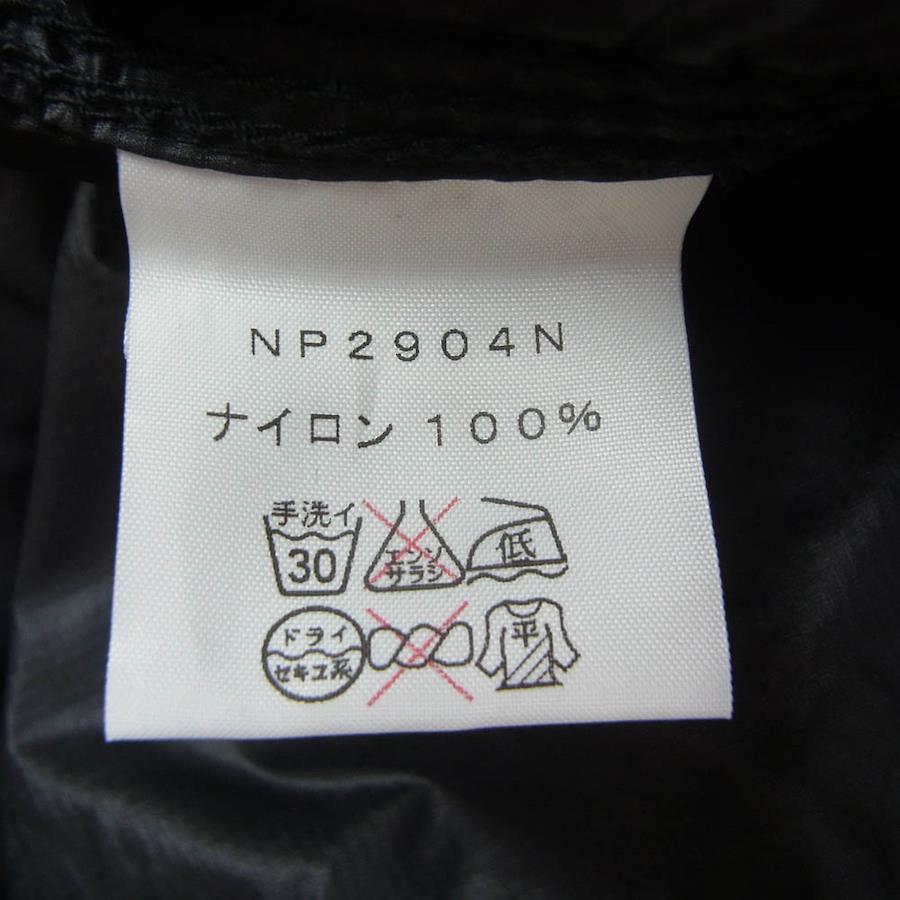 NP2904N
ナイロン 100%
手洗イ
30
エンソ
サラシ
低
ドライ
セキユ系
平